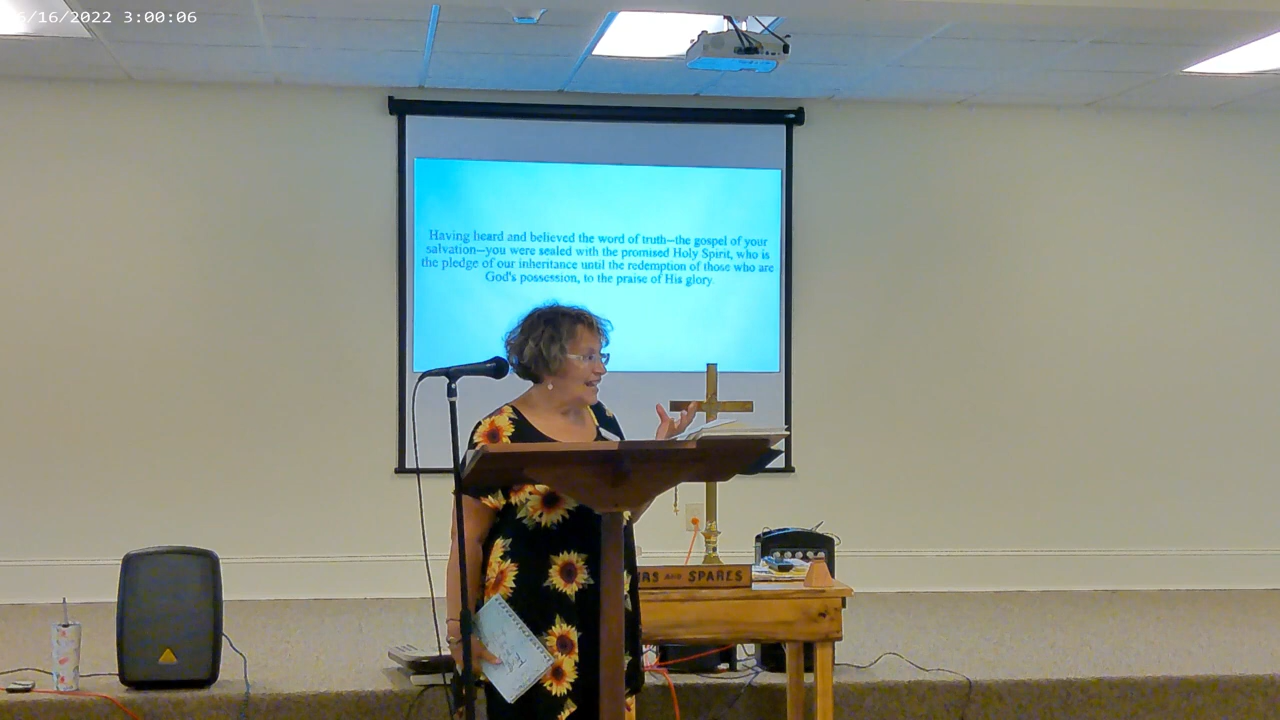 /16/2022 3:00:06
Having heard and believed the word of truth—the gospel of your
salvation—you were sealed with the promised Holy Spirit, who is
the pledge of our inheritance until the redemption of those who are
God's possession, to the praise of His glory
AND SPARES